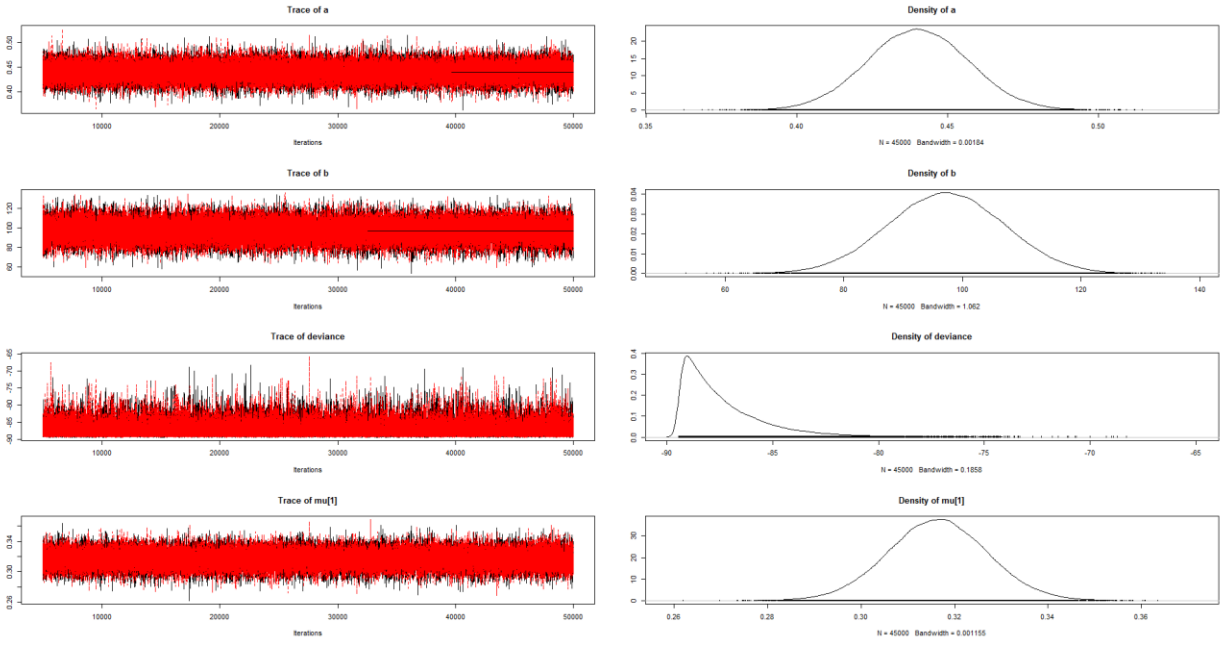 Trace of a
0.50
0.45
0.40
10000 20000 30000 40000 50000
Iterations
Density of a
20
15
10
5
0
0.35 0.40 0.45 0.50
N = 45000 Bandwidth = 0.00184
Trace of b
120
100
80
60
10000 20000 30000 40000 50000
Iterations
Density of b
0.04
0.03
0.02
0.01
0.00
60 80 100 120 140
N = 45000 Bandwidth = 1.062
Trace of deviance
-65
-70
-75
-80
-85
-90
10000 20000 30000 40000 50000
Iterations
Density of deviance
0.4
0.3
0.2
0.1
0.0
-90 -85 -80 -75 -70 -65
N = 45000 Bandwidth = 0.1858
Trace of mu[1]
0.34
0.30
0.26
10000 20000 30000 40000 50000
Iterations
Density of mu[1]
30
20
10
0
0.26 0.28 0.30 0.32 0.34 0.36
N = 45000 Bandwidth = 0.001155